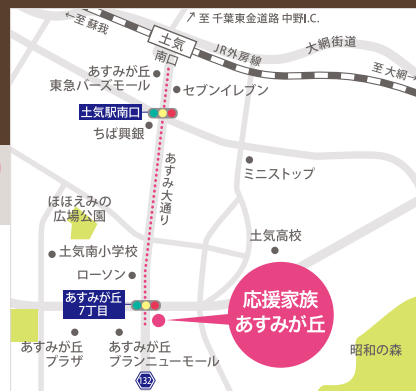 ←至蘇我
↗至 千葉東金道路 中野I.C.
土気
南口
JR外房線
大網街道
至大網→
あすみが丘
東急バーズモール
セブンイレブン
土気駅南口
ちば興銀
あすみ大通り
ミニストップ
ほほえみの
広場公園
土気南小学校
土気高校
ローソン
あすみが丘
7丁目
応援家族
あすみが丘
あすみが丘
プラザ
あすみが丘
ブランニューモール
昭和の森
132